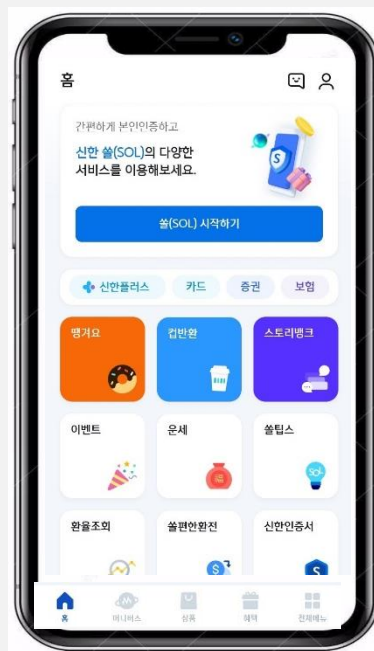 홈
간편하게 본인인증하고
신한 쏠(SOL)의 다양한
서비스를 이용해보세요.
S
쏠(SOL) 시작하기
신한플러스 카드 증권 보험
땡겨요 컵반환 스토리뱅크
이벤트 운세 쏠팁스
SOL
환율조회 쏠편한환전 신한인증서
S
홈 머니버스 상품 혜택 전체메뉴